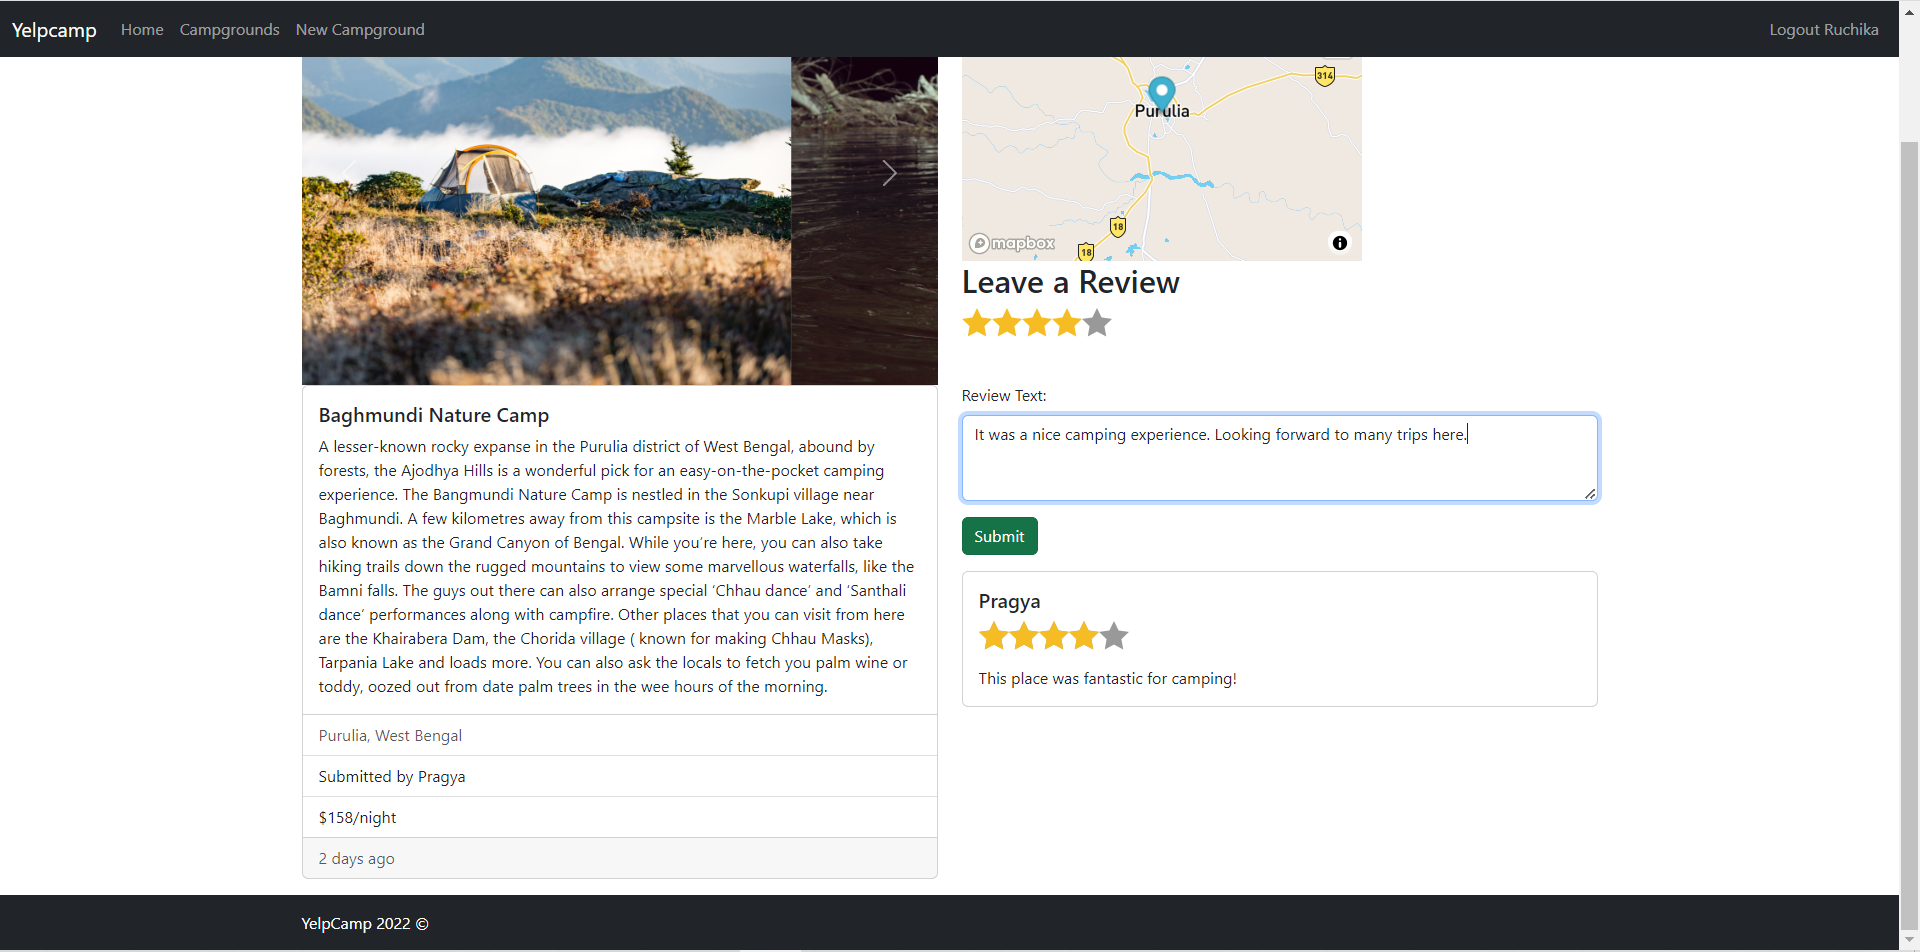 Yelpcamp Home Campgrounds New Campground Logout Ruchika
314
Purulia
18
18
mapbox
Baghmundi Nature Camp
A lesser-known rocky expanse in the Purulia district of West Bengal, abound by
forests, the Ajodhya Hills is a wonderful pick for an easy-on-the-pocket camping
experience. The Bangmundi Nature Camp is nestled in the Sonkupi village near
Baghmundi. A few kilometres away from this campsite is the Marble Lake, which is
also known as the Grand Canyon of Bengal. While you’re here, you can also take
hiking trails down the rugged mountains to view some marvellous waterfalls, like the
Bamni falls. The guys out there can also arrange special ‘Chhau dance’ and ‘Santhali
dance’ performances along with campfire. Other places that you can visit from here
are the Khairabera Dam, the Chorida village ( known for making Chhau Masks),
Tarpania Lake and loads more. You can also ask the locals to fetch you palm wine or
toddy, oozed out from date palm trees in the wee hours of the morning.
Purulia, West Bengal
Submitted by Pragya
$158/night
2 days ago
Leave a Review
Review Text:
It was a nice camping experience. Looking forward to many trips here.
Submit
Pragya
This place was fantastic for camping!
YelpCamp 2022 ©